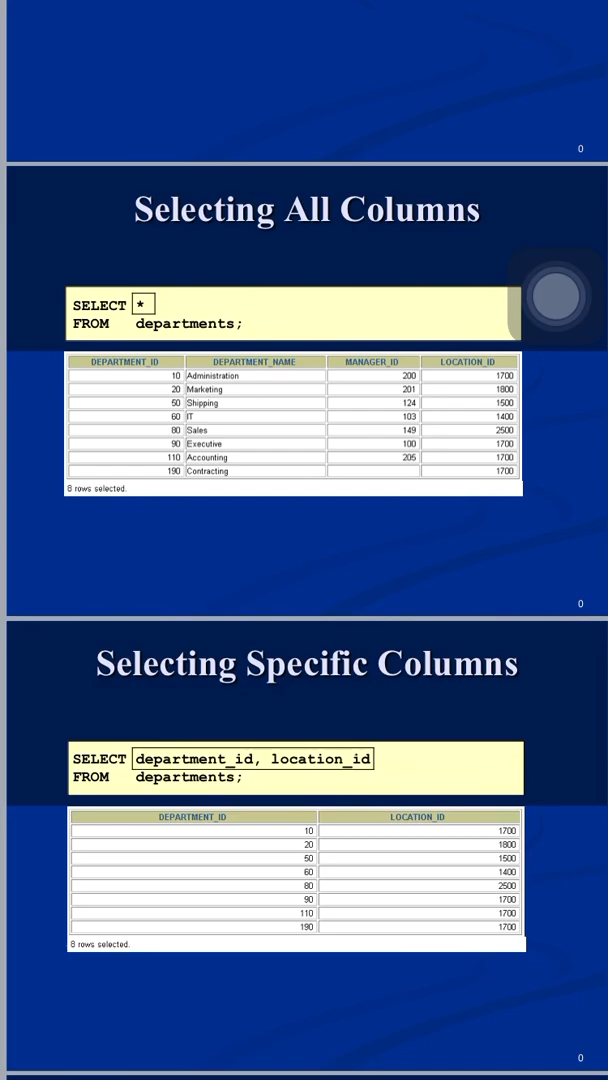 0
Selecting All Columns
SELECT *
FROM departments;
DEPARTMENT_ID DEPARTMENT_NAME MANAGER_ID LOCATION_ID
10 Administration 200 1700
20 Marketing 201 1800
50 Shipping 124 1500
60 IT 103 1400
80 Sales 149 2500
90 Executive 100 1700
110 Accounting 205 1700
190 Contracting 1700
8 rows selected.
0
Selecting Specific Columns
SELECT department_id, location_id
FROM departments;
DEPARTMENT_ID LOCATION_ID
10 1700
20 1800
50 1500
60 1400
80 2500
90 1700
110 1700
190 1700
8 rows selected.
0